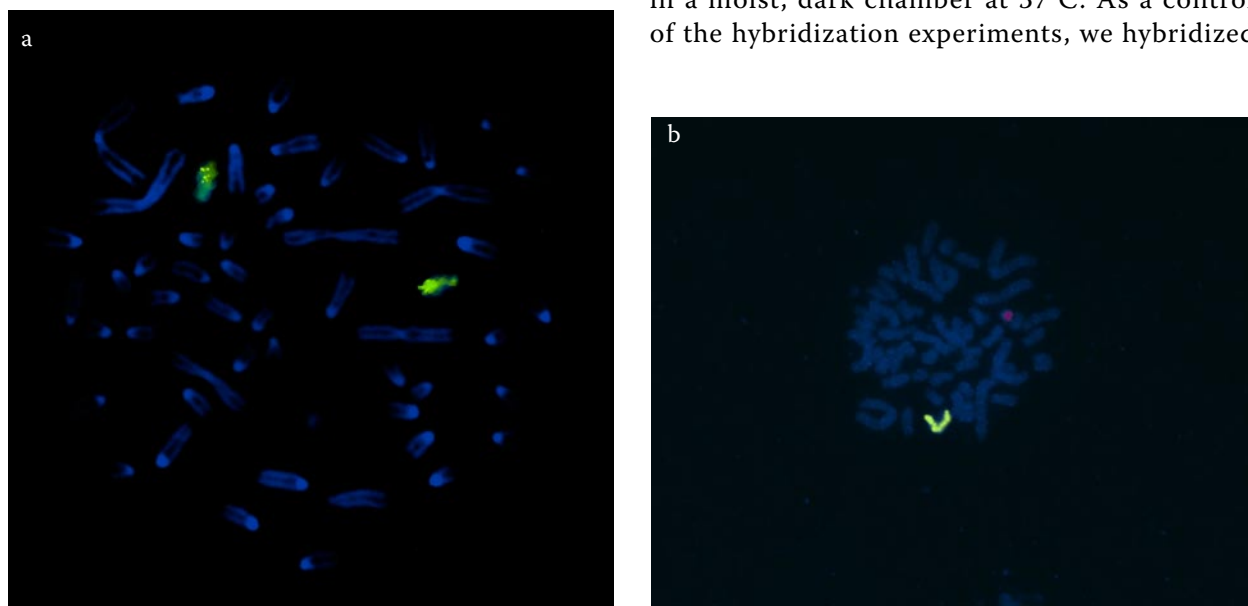 a
in a moist, dark chamber at 37°C. As a control
of the hybridization experiments, we hybridized
b